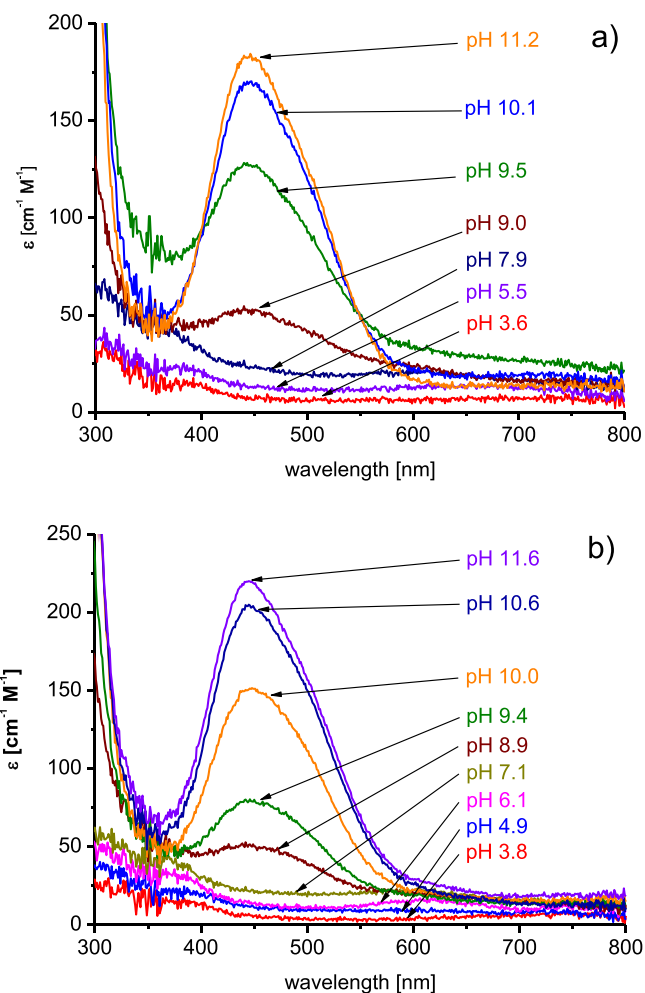 a)
200
150
100
50
0
ε [cm⁻¹ M⁻¹]
pH 11.2
pH 10.1
pH 9.5
pH 9.0
pH 7.9
pH 5.5
pH 3.6
300 400 500 600 700 800
wavelength [nm]
b)
250
200
150
100
50
0
ε [cm⁻¹ M⁻¹]
pH 11.6
pH 10.6
pH 10.0
pH 9.4
pH 8.9
pH 7.1
pH 6.1
pH 4.9
pH 3.8
300 400 500 600 700 800
wavelength [nm]